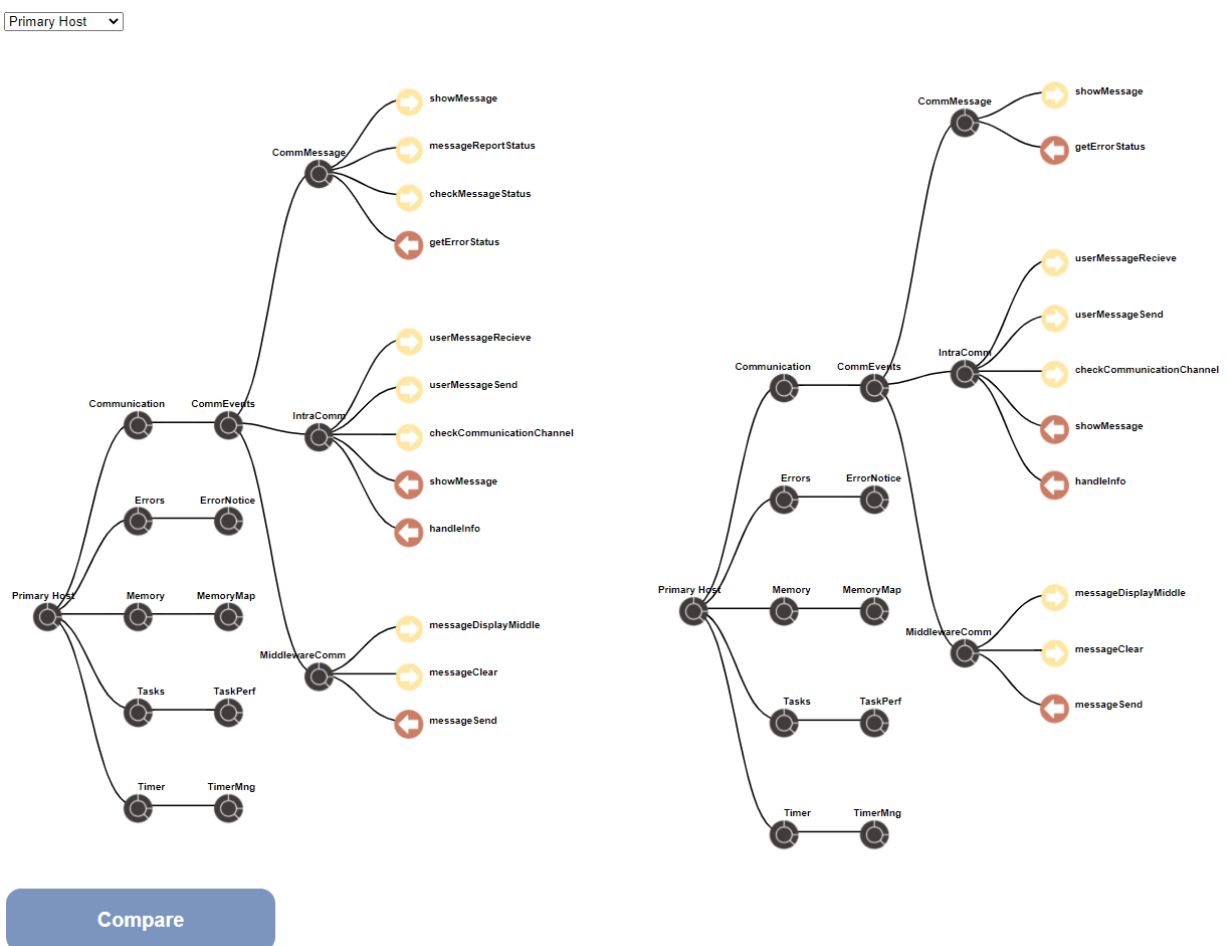 Primary Host
showMessage
messageReportStatus
CommMessage
checkMessageStatus
getErrorStatus
userMessageRecieve
userMessageSend
Communication
CommEvents
IntraComm
checkCommunicationChannel
showMessage
handleInfo
Errors
ErrorNotice
Primary Host
Memory
MemoryMap
messageDisplayMiddle
MiddlewareComm
messageClear
messageSend
Tasks
TaskPerf
Timer
TimerMng
showMessage
CommMessage
getErrorStatus
userMessageRecieve
userMessageSend
IntraComm
Communication
CommEvents
checkCommunicationChannel
showMessage
handleInfo
Errors
ErrorNotice
Primary Host
Memory
MemoryMap
messageDisplayMiddle
MiddlewareComm
messageClear
messageSend
Tasks
TaskPerf
Timer
TimerMng
Compare